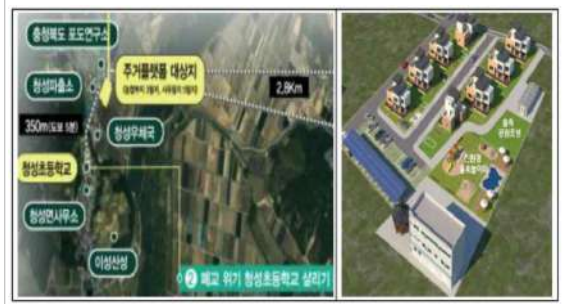 충청북도 포도연구소
청성파출소
주거플랫폼 대상지
2.8Km
350m(도보 5분)
청성우체국
청성초등학교
청성면사무소
이성산성
② 폐교 위기 청성초등학교 살리기